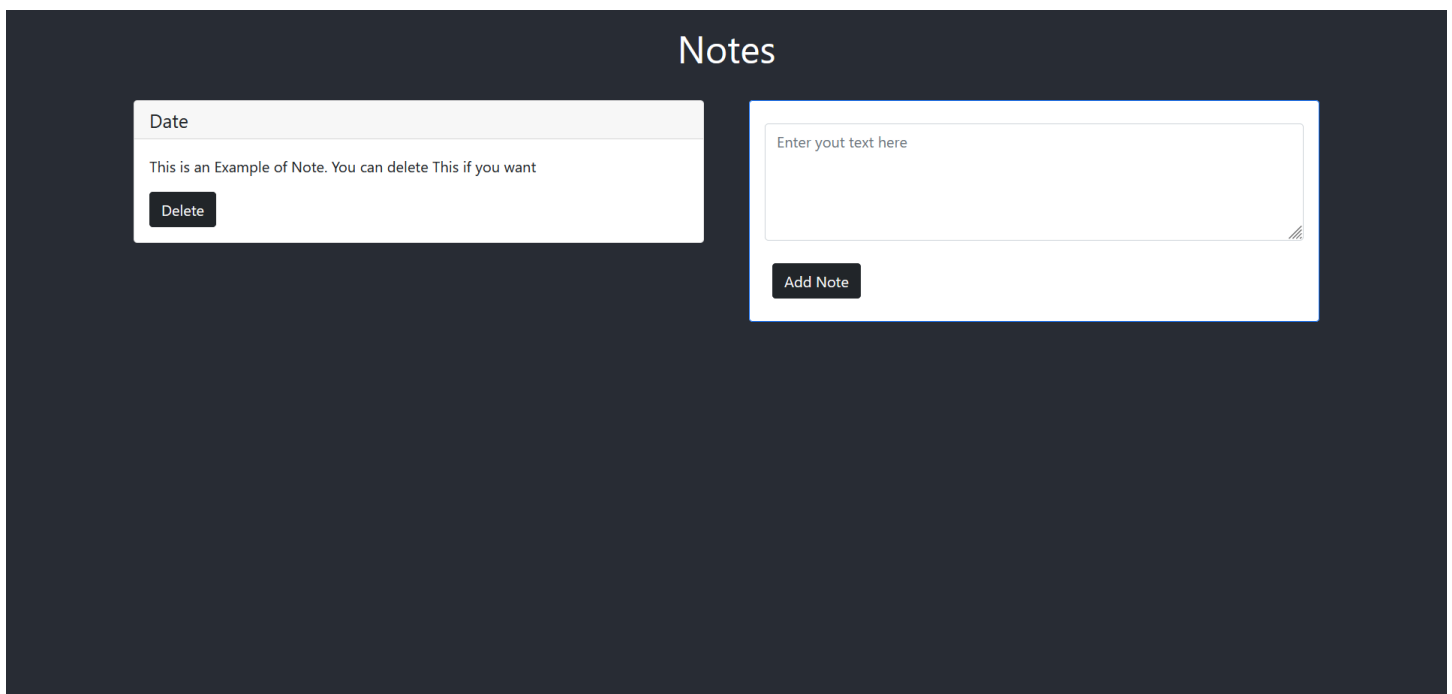 Notes
Date
This is an Example of Note. You can delete This if you want
Delete
Enter yout text here
Add Note